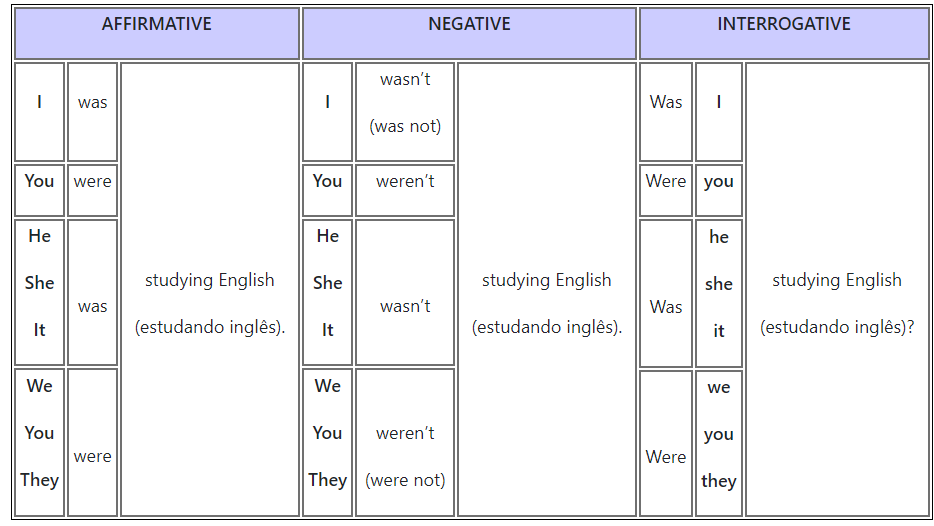 AFFIRMATIVE
NEGATIVE
INTERROGATIVE
I
was
studying English
(estudando inglês).
You
were
He
She
It
was
We
You
They
were
I
wasn’t
(was not)
studying English
(estudando inglês).
You
weren’t
He
She
It
wasn’t
We
You
They
weren’t
(were not)
Was
I
studying English
(estudando inglês)?
Were
you
Was
he
she
it
Were
we
you
they